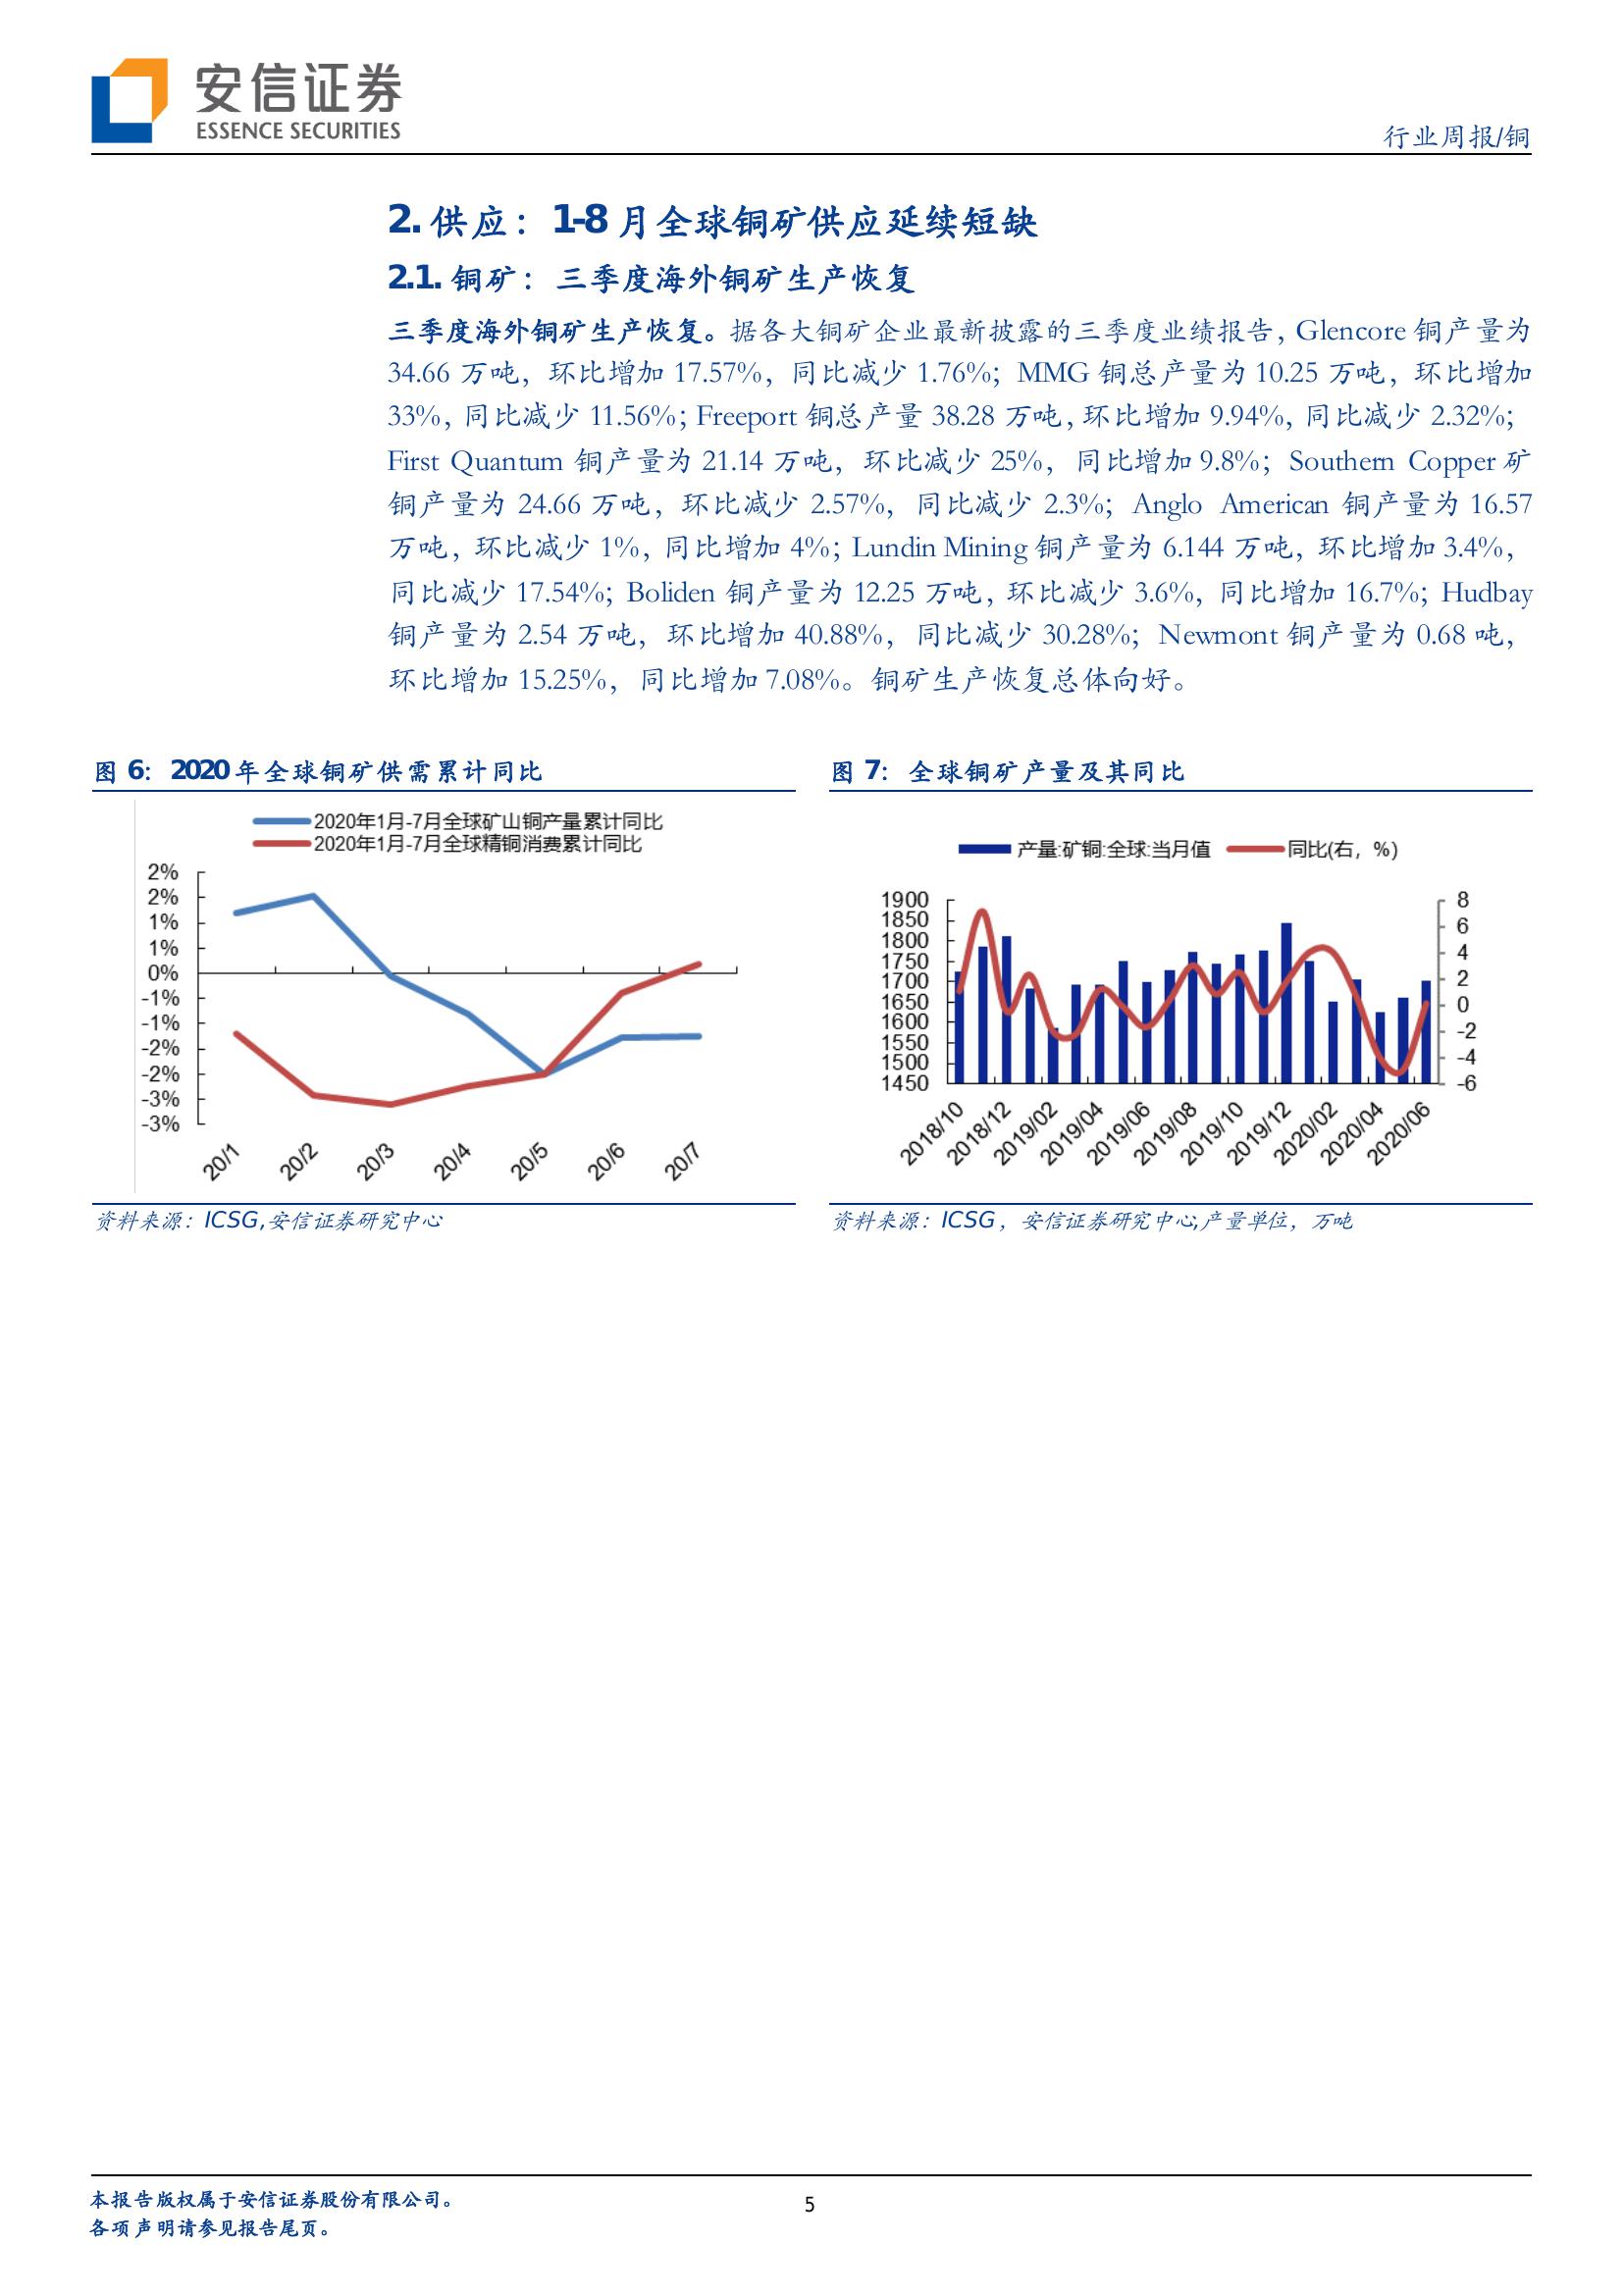 安信证券
ESSENCE SECURITIES
行业周报/铜
2. 供应：1-8 月全球铜矿供应延续短缺
2.1. 铜矿：三季度海外铜矿生产恢复
三季度海外铜矿生产恢复。据各大铜矿企业最新披露的三季度业绩报告，Glencore 铜产量为
34.66 万吨，环比增加 17.57%，同比减少 1.76%；MMG 铜总产量为 10.25 万吨，环比增加
33%，同比减少 11.56%；Freeport 铜总产量 38.28 万吨，环比增加 9.94%，同比减少 2.32%；
First Quantum 铜产量为 21.14 万吨，环比减少 25%，同比增加 9.8%；Southern Copper 矿
铜产量为 24.66 万吨，环比减少 2.57%，同比减少 2.3%；Anglo American 铜产量为 16.57
万吨，环比减少 1%，同比增加 4%；Lundin Mining 铜产量为 6.144 万吨，环比增加 3.4%，
同比减少 17.54%；Boliden 铜产量为 12.25 万吨，环比减少 3.6%，同比增加 16.7%；Hudbay
铜产量为 2.54 万吨，环比增加 40.88%，同比减少 30.28%；Newmont 铜产量为 0.68 吨，
环比增加 15.25%，同比增加 7.08%。铜矿生产恢复总体向好。
图 6：2020 年全球铜矿供需累计同比
2020年1月-7月全球矿山铜产量累计同比
2020年1月-7月全球精铜消费累计同比
2%
2%
1%
1%
0%
-1%
-1%
-2%
-2%
-3%
-3%
20/1 20/2 20/3 20/4 20/5 20/6 20/7
资料来源：ICSG,安信证券研究中心
图 7：全球铜矿产量及其同比
产量:矿铜:全球:当月值 同比(右，%)
1900 8
1850 6
1800 4
1750 2
1700 0
1650 -2
1600 -4
1550 -6
1500
1450
2018/10 2018/12 2019/02 2019/04 2019/06 2019/08 2019/10 2019/12 2020/02 2020/04 2020/06
资料来源：ICSG，安信证券研究中心,产量单位，万吨
本报告版权属于安信证券股份有限公司。
各项声明请参见报告尾页。
5